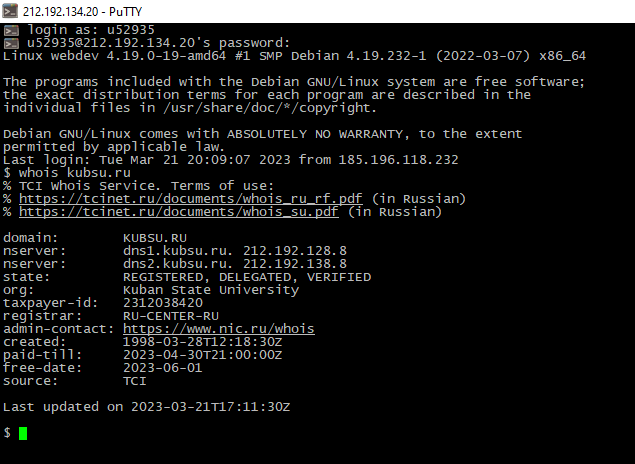 212.192.134.20 - PuTTY
login as: u52935
u52935@212.192.134.20's password:
Linux webdev 4.19.0-19-amd64 #1 SMP Debian 4.19.232-1 (2022-03-07) x86_64
The programs included with the Debian GNU/Linux system are free software;
the exact distribution terms for each program are described in the
individual files in /usr/share/doc/*/copyright.
Debian GNU/Linux comes with ABSOLUTELY NO WARRANTY, to the extent
permitted by applicable law.
Last login: Tue Mar 21 20:09:07 2023 from 185.196.118.232
$ whois kubsu.ru
% TCI Whois Service. Terms of use:
% https://tcinet.ru/documents/whois_ru_rf.pdf (in Russian)
% https://tcinet.ru/documents/whois_su.pdf (in Russian)
domain:        KUBSU.RU
nserver:       dns1.kubsu.ru. 212.192.128.8
nserver:       dns2.kubsu.ru. 212.192.138.8
state:         REGISTERED, DELEGATED, VERIFIED
org:           Kuban State University
taxpayer-id:   2312038420
registrar:     RU-CENTER-RU
admin-contact: https://www.nic.ru/whois
created:       1998-03-28T12:18:30Z
paid-till:     2023-04-30T21:00:00Z
free-date:     2023-06-01
source:        TCI
Last updated on 2023-03-21T17:11:30Z
$